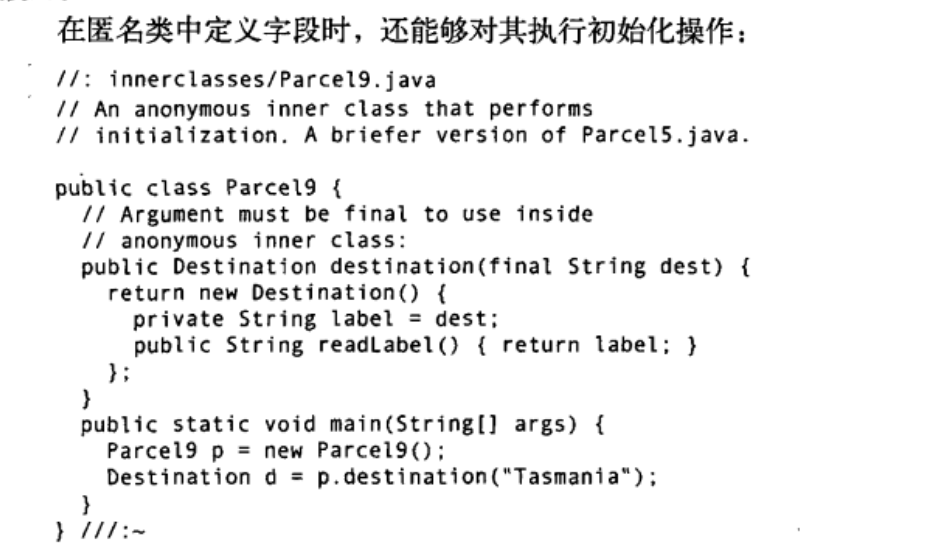 在匿名类中定义字段时，还能够对其执行初始化操作：
//: innerclasses/Parcel9.java
// An anonymous inner class that performs
// initialization. A briefer version of Parcel5.java.
public class Parcel9 {
  // Argument must be final to use inside
  // anonymous inner class:
  public Destination destination(final String dest) {
    return new Destination() {
      private String label = dest;
      public String readLabel() { return label; }
    };
  }
  public static void main(String[] args) {
    Parcel9 p = new Parcel9();
    Destination d = p.destination("Tasmania");
  }
} ///:~